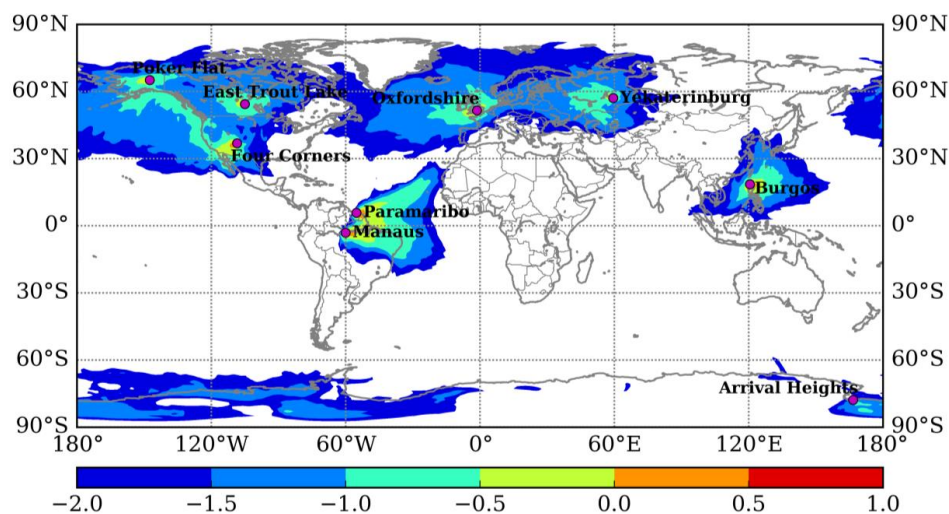 90°N 90°N
Poker Flat
60°N East Trout Lake Oxfordshire Yekaterinburg 60°N
30°N Four Corners 30°N
Burgos
Paramaribo
0° Manaus 0°
30°S 30°S
60°S 60°S
Arrival Heights
90°S 90°S
180° 120°W 60°W 0° 60°E 120°E 180°
−2.0 −1.5 −1.0 −0.5 0.0 0.5 1.0